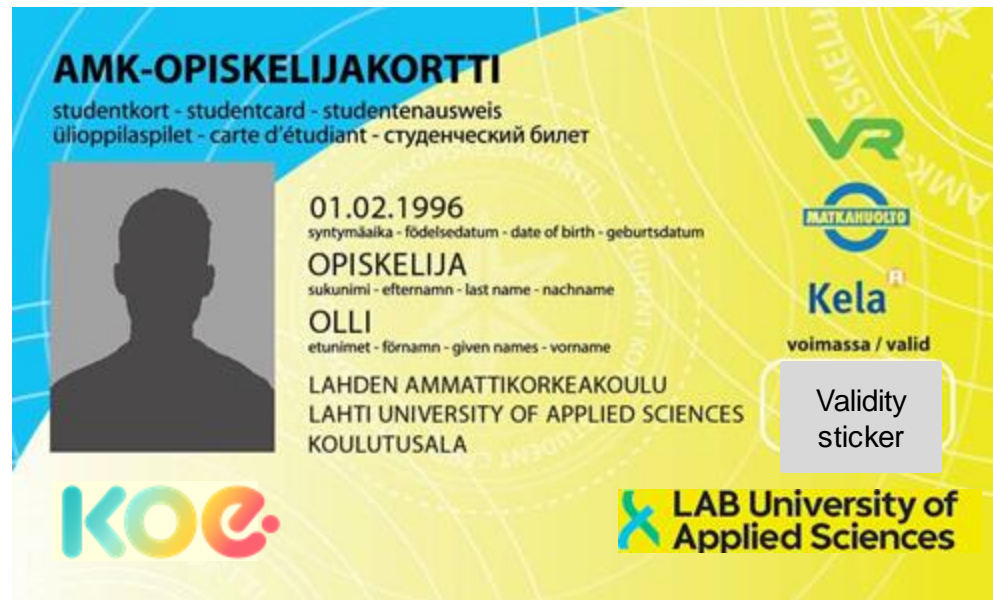 AMK-OPISKELIJAKORTTI
studentkort - studentcard - studentenausweis
ülioppilaspilet - carte d'étudiant - студенческий билет
01.02.1996
syntymäaika - födelsedatum - date of birth - geburtsdatum
OPISKELIJA
sukunimi - efternamn - last name - nachname
OLLI
etunimet - förnamn - given names - vorname
LAHDEN AMMATTIKORKEAKOULU
LAHTI UNIVERSITY OF APPLIED SCIENCES
KOULUTUSALA
VR
MATKAHUOLTO
Kela
voimassa / valid
Validity
sticker
KOE
LAB University of
Applied Sciences